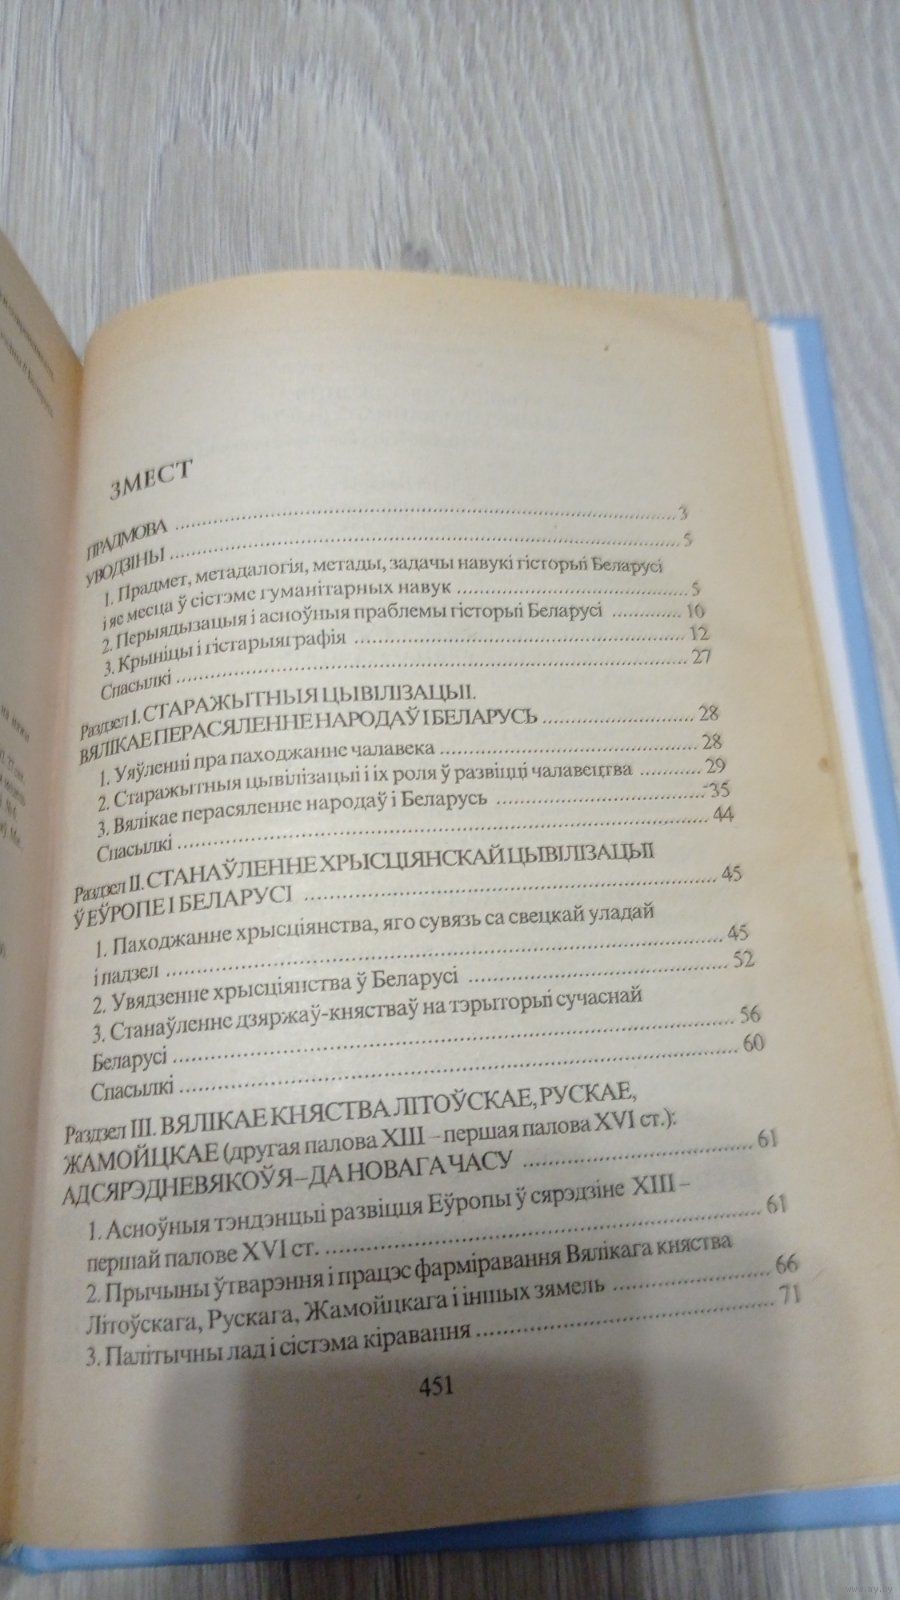 ЗМЕСТ
ПРАДМОВА ........ 3
УВОДЗІНЫ ........ 5
1. Прадмет, метадалогія, метады, задачы навукі гісторыі Беларусі
і яе месца ў сістэме гуманітарных навук ........ 5
2. Перыядызацыя і асноўныя праблемы гісторыі Беларусі ........ 10
3. Крыніцы і гістарыяграфія ........ 12
Спасылкі ........ 27
Раздзел І. СТАРАЖЫТНЫЯ ЦЫВІЛІЗАЦЫІ.
ВЯЛІКАЕ ПЕРАСЯЛЕННЕ НАРОДАЎ І БЕЛАРУСЬ ........ 28
1. Уяўленні пра паходжанне чалавека ........ 28
2. Старажытныя цывілізацыі і іх роля ў развіцці чалавецтва ........ 29
3. Вялікае перасяленне народаў і Беларусь ........ 35
Спасылкі ........ 44
Раздзел ІІ. СТАНАЎЛЕННЕ ХРЫСЦІЯНСКАЙ ЦЫВІЛІЗАЦЫІ
Ў ЕЎРОПЕ І БЕЛАРУСІ ........ 45
1. Паходжанне хрысціянства, яго сувязь са свецкай уладай
і падзел ........ 45
2. Увядзенне хрысціянства ў Беларусі ........ 52
3. Станаўленне дзяржаў-княстваў на тэрыторыі сучаснай
Беларусі ........ 56
Спасылкі ........ 60
Раздзел ІІІ. ВЯЛІКАЕ КНЯСТВА ЛІТОЎСКАЕ, РУСКАЕ,
ЖАМОЙЦКАЕ (другая палова XIII – першая палова XVI ст.):
АД СЯРЭДНЕВЯКОЎЯ – ДА НОВАГА ЧАСУ ........ 61
1. Асноўныя тэндэнцыі развіцця Еўропы ў сярэдзіне XIII –
першай палове XVI ст. ........ 61
2. Прычыны ўтварэння і працэс фарміравання Вялікага княства
Літоўскага, Рускага, Жамойцкага і іншых зямель ........ 66
3. Палітычны лад і сістэма кіравання ........ 71
451